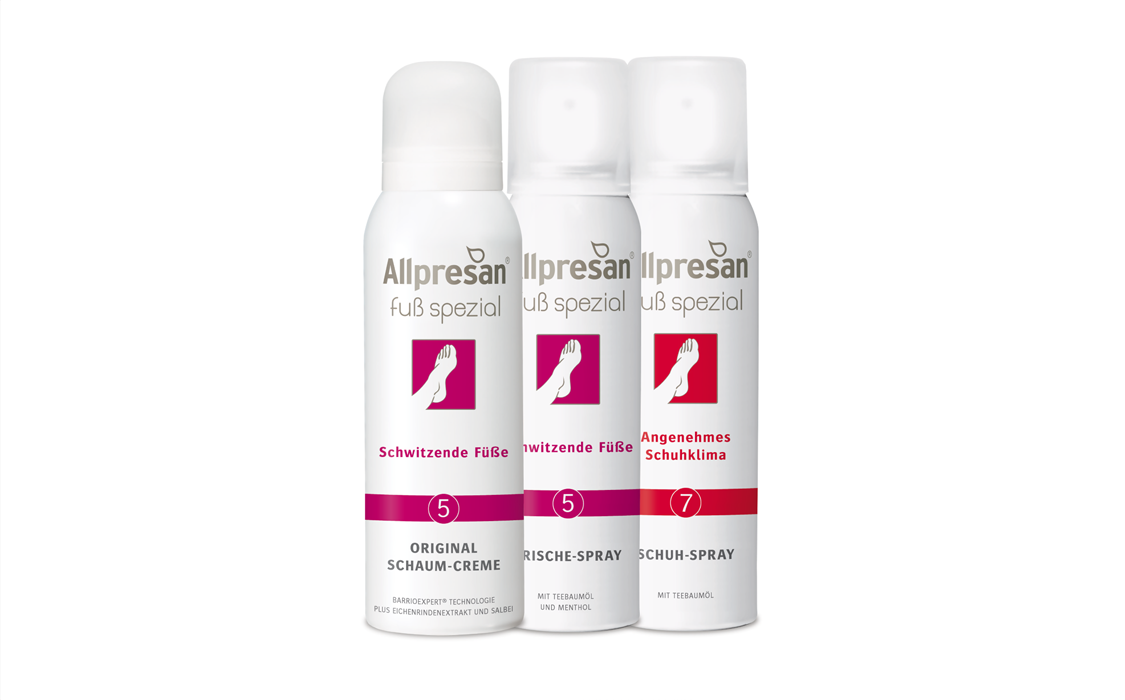 Allpresan®
fuß spezial
Schwitzende Füße
5
ORIGINAL
SCHAUM-CREME
BARRIOEXPERT® TECHNOLOGIE
PLUS EICHENRINDENEXTRAKT UND SALBEI
llpresan®
uß spezial
hwitzende Füße
5
RISCHE-SPRAY
MIT TEEBAUMÖL
UND MENTHOL
llpresan®
uß spezial
Angenehmes
Schuhklima
7
SCHUH-SPRAY
MIT TEEBAUMÖL